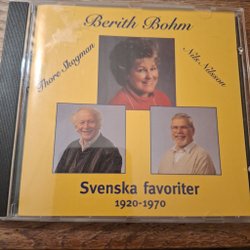 Berith Bohm
Thore Skogman
Nils Nilsson
Svenska favoriter
1920-1970